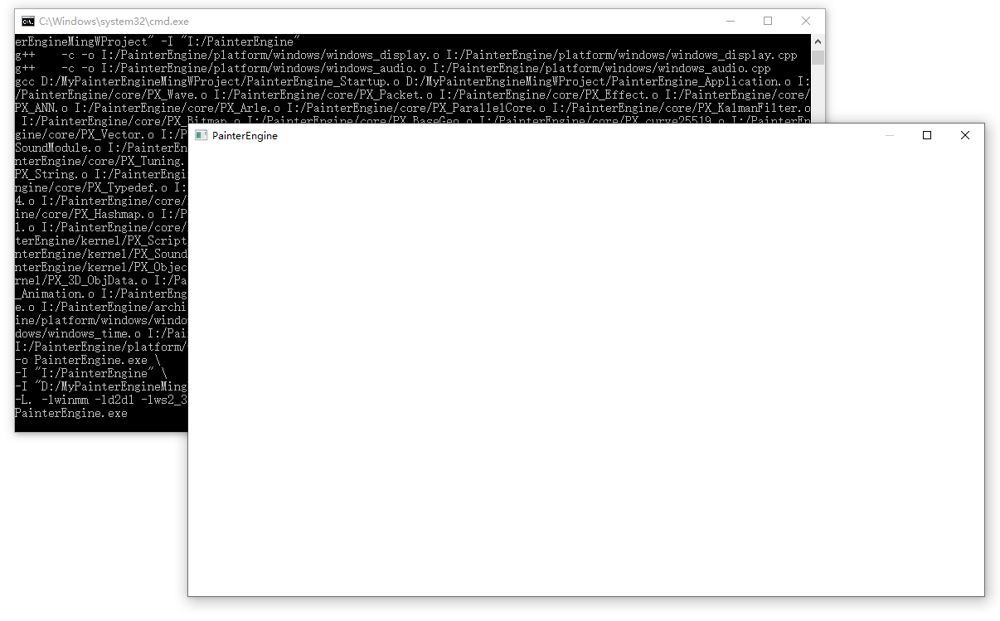 C:\Windows\system32\cmd.exe
erEngineMingWProject" -I "I:/PainterEngine"
g++    -c -o I:/PainterEngine/platform/windows/windows_display.o I:/PainterEngine/platform/windows/windows_display.cpp
g++    -c -o I:/PainterEngine/platform/windows/windows_audio.o I:/PainterEngine/platform/windows/windows_audio.cpp
gcc D:/MyPainterEngineMingWProject/PainterEngine_Startup.o D:/MyPainterEngineMingWProject/PainterEngine_Application.o I:
/PainterEngine/core/PX_Wave.o I:/PainterEngine/core/PX_Packet.o I:/PainterEngine/core/PX_Effect.o I:/PainterEngine/core/
PX_ANN.o I:/PainterEngine/core/PX_Arle.o I:/PainterEngine/core/PX_ParallelCore.o I:/PainterEngine/core/PX_KalmanFilter.o
I:/PainterEngine/core/PX_Bitmap.o I:/PainterEngine/core/PX_BaseGeo.o I:/PainterEngine/core/PX_curve25519.o I:/PainterEn
gine/core/PX_Vector.o I:/P
SoundModule.o I:/PainterEn
nterEngine/core/PX_Tuning.
PX_String.o I:/PainterEngi
ngine/core/PX_Typedef.o I:
4.o I:/PainterEngine/core/
ine/core/PX_Hashmap.o I:/P
1.o I:/PainterEngine/core/
terEngine/kernel/PX_Script
nterEngine/kernel/PX_Sound
nterEngine/kernel/PX_Objec
rnel/PX_3D_ObjData.o I:/Pa
_Animation.o I:/PainterEng
e.o I:/PainterEngine/archi
ine/platform/windows/windo
dows/windows_time.o I:/Pai
I:/PainterEngine/platform/
-o PainterEngine.exe \
-I "I:/PainterEngine" \
-I "D:/MyPainterEngineMing
-L. -lwinmm -ld2d1 -lws2_3
PainterEngine.exe
PainterEngine